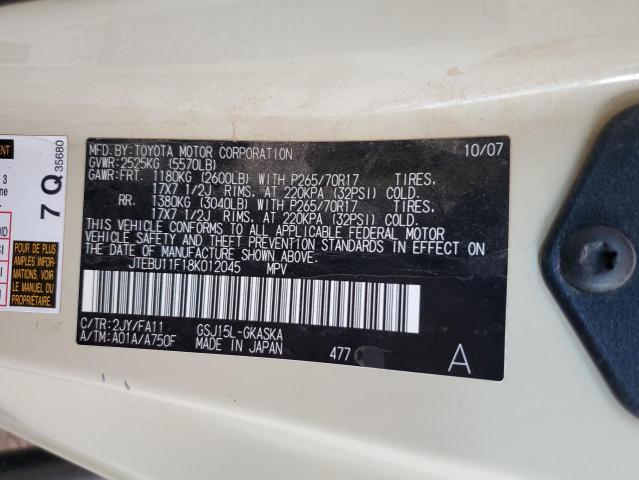 MFD.BY:TOYOTA MOTOR CORPORATION 10/07
GVWR:2525KG (5570LB)
GAWR:FRT. 1180KG (2600LB) WITH P265/70R17 TIRES,
17X7 1/2J RIMS, AT 220KPA (32PSI) COLD.
RR. 1380KG (3040LB) WITH P265/70R17 TIRES,
17X7 1/2J RIMS, AT 220KPA (32PSI) COLD.
THIS VEHICLE CONFORMS TO ALL APPLICABLE FEDERAL MOTOR
VEHICLE SAFETY AND THEFT PREVENTION STANDARDS IN EFFECT
ON THE DATE OF MANUFACTURE SHOWN ABOVE.
JTEBU11F18K012045 MPV
C/TR:2JY/FA11 GSJ15L-GKASKA
A/TM:A01A/A750F MADE IN JAPAN 477 A
7 Q 35680
3
POUR PLUS
AMPLES INFOR-
MATIONS,
VOIR MANUEL
DU
PROPRIÉTAIRE.